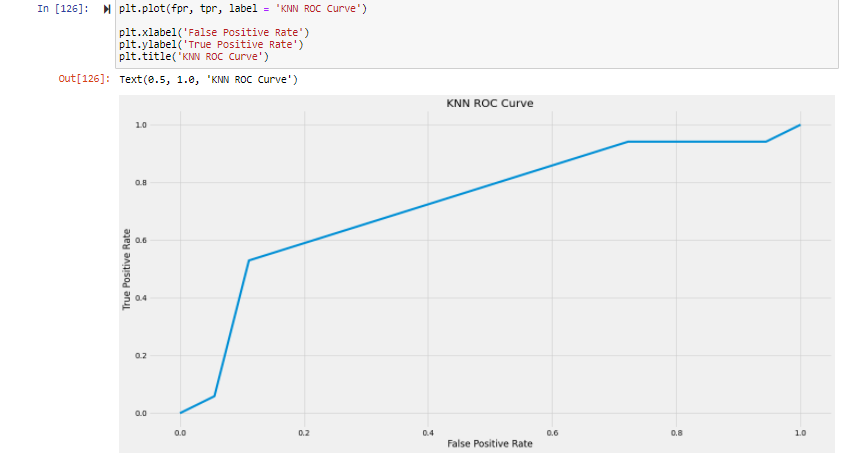 In [126]: plt.plot(fpr, tpr, label = 'KNN ROC Curve')
plt.xlabel('False Positive Rate')
plt.ylabel('True Positive Rate')
plt.title('KNN ROC Curve')
Out[126]: Text(0.5, 1.0, 'KNN ROC Curve')
KNN ROC Curve
1.0
0.8
0.6
0.4
0.2
0.0
True Positive Rate
0.0 0.2 0.4 0.6 0.8 1.0
False Positive Rate